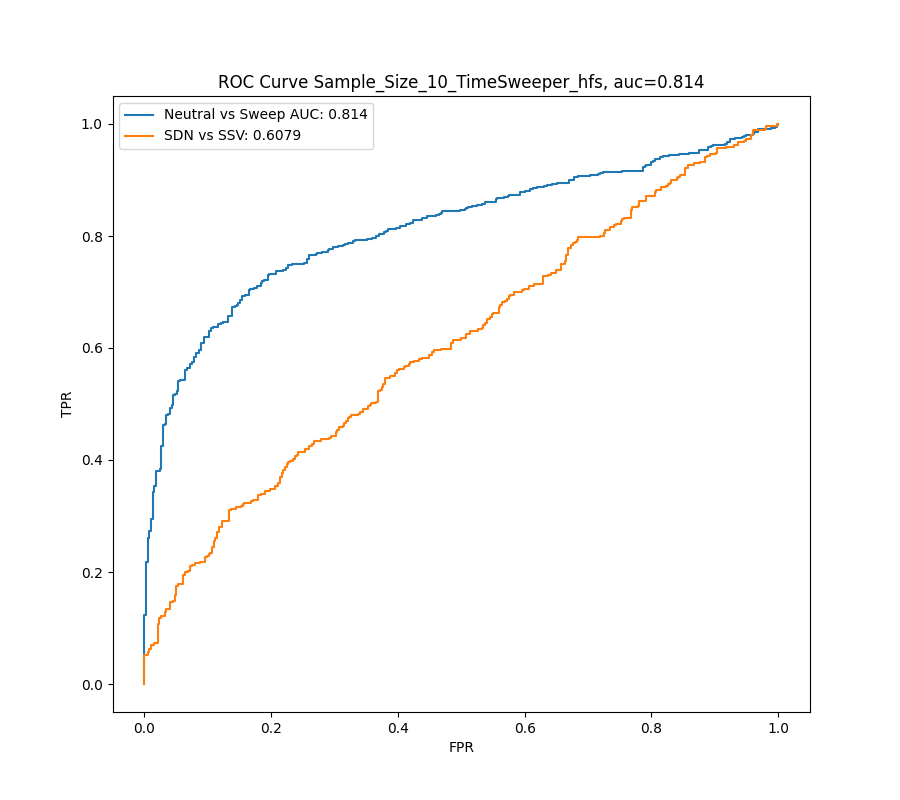 ROC Curve Sample_Size_10_TimeSweeper_hfs, auc=0.814
Neutral vs Sweep AUC: 0.814
SDN vs SSV: 0.6079
1.0
0.8
0.6
0.4
0.2
0.0
TPR
0.0 0.2 0.4 0.6 0.8 1.0
FPR